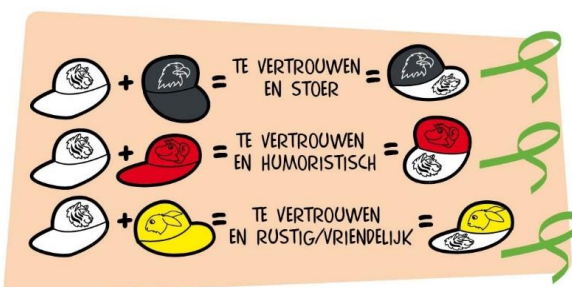 + = TE VERTROUWEN EN STOER =
+ = TE VERTROUWEN EN HUMORISTISCH =
+ = TE VERTROUWEN EN RUSTIG/VRIENDELIJK =